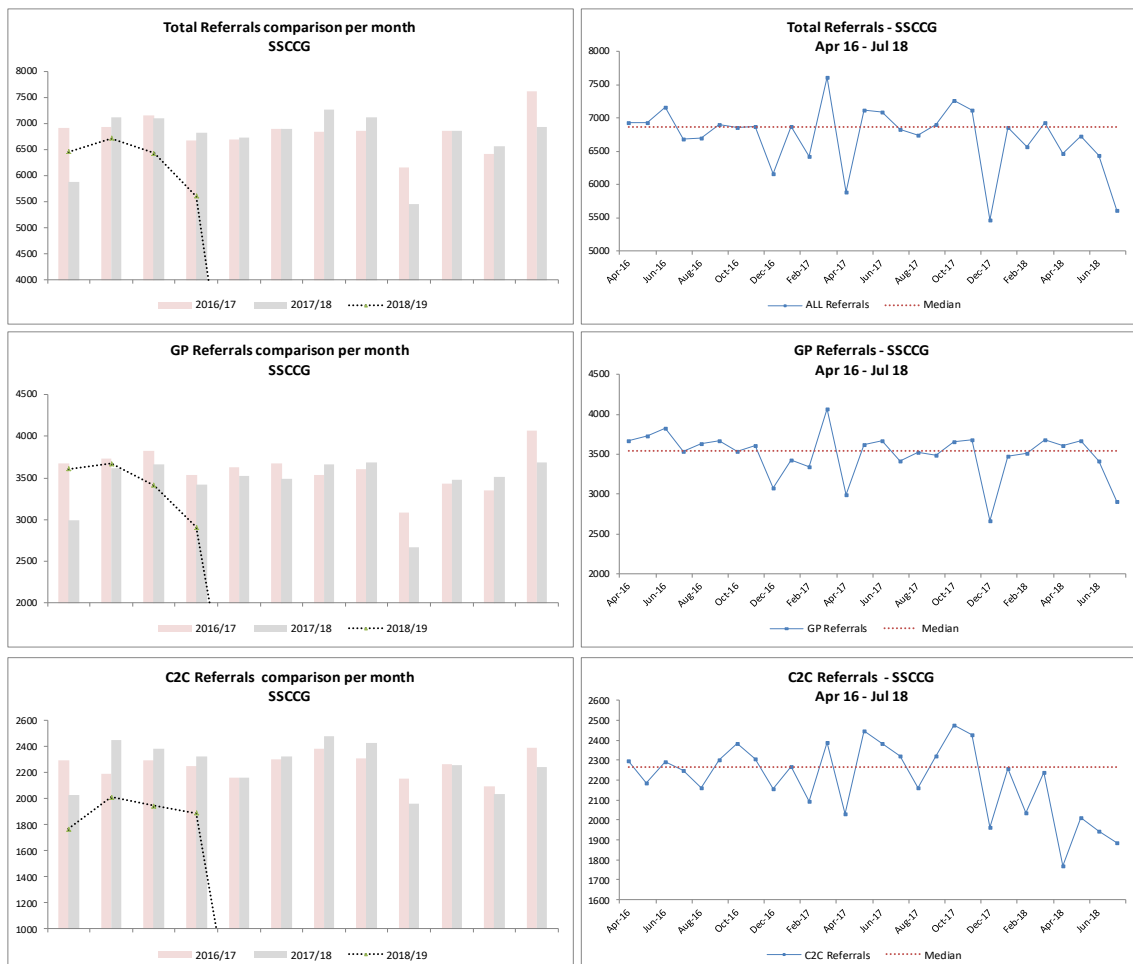 Total Referrals comparison per month
SSCCG
8000
7500
7000
6500
6000
5500
5000
4500
4000
2016/17 2017/18 2018/19
Total Referrals - SSCCG
Apr 16 - Jul 18
8000
7500
7000
6500
6000
5500
5000
Apr-16 Jun-16 Aug-16 Oct-16 Dec-16 Feb-17 Apr-17 Jun-17 Aug-17 Oct-17 Dec-17 Feb-18 Apr-18 Jun-18
ALL Referrals Median
GP Referrals comparison per month
SSCCG
4500
4000
3500
3000
2500
2000
2016/17 2017/18 2018/19
GP Referrals - SSCCG
Apr 16 - Jul 18
4500
4000
3500
3000
2500
2000
Apr-16 Jun-16 Aug-16 Oct-16 Dec-16 Feb-17 Apr-17 Jun-17 Aug-17 Oct-17 Dec-17 Feb-18 Apr-18 Jun-18
GP Referrals Median
C2C Referrals comparison per month
SSCCG
2600
2400
2200
2000
1800
1600
1400
1200
1000
2016/17 2017/18 2018/19
C2C Referrals - SSCCG
Apr 16 - Jul 18
2600
2500
2400
2300
2200
2100
2000
1900
1800
1700
1600
Apr-16 Jun-16 Aug-16 Oct-16 Dec-16 Feb-17 Apr-17 Jun-17 Aug-17 Oct-17 Dec-17 Feb-18 Apr-18 Jun-18
C2C Referrals Median